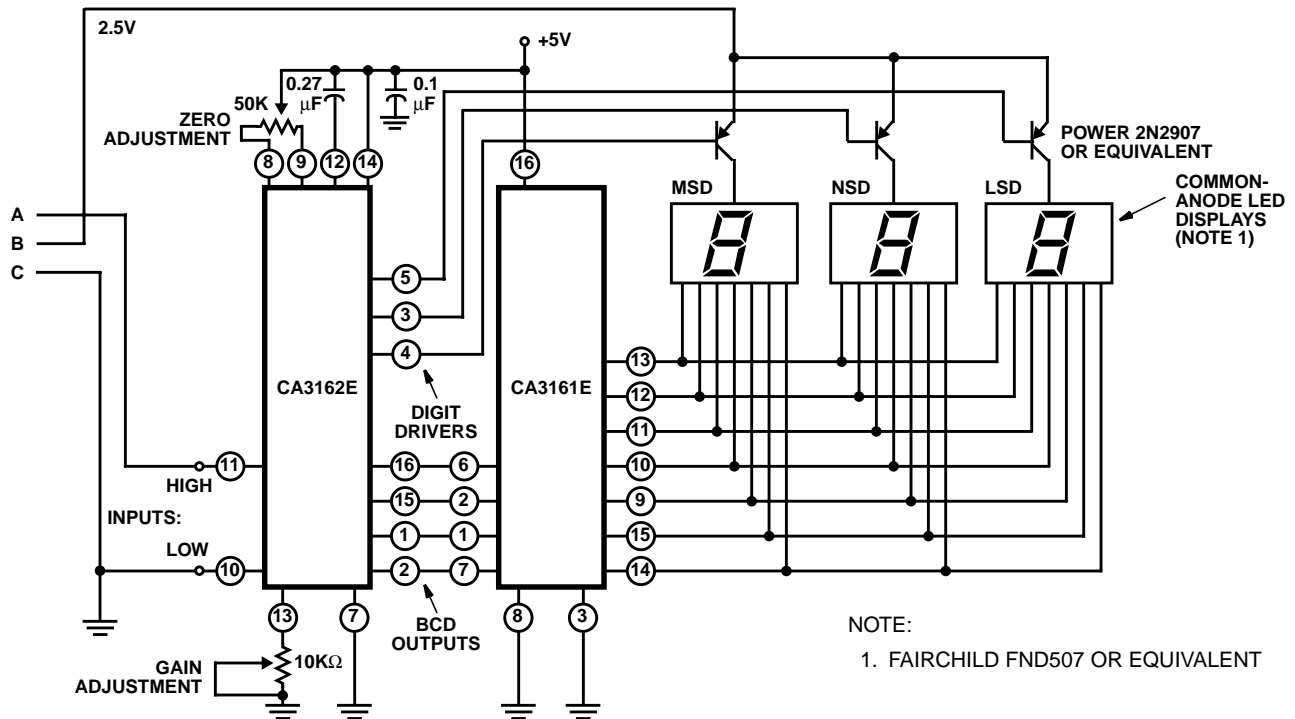 2.5V
+5V
0.27
μF
0.1
μF
50K
ZERO
ADJUSTMENT
8
9
12
14
16
POWER 2N2907
OR EQUIVALENT
MSD
NSD
LSD
COMMON-
ANODE LED
DISPLAYS
(NOTE 1)
8
8
8
A
B
C
5
3
4
DIGIT
DRIVERS
CA3162E
CA3161E
13
12
11
10
9
15
14
11
HIGH
INPUTS:
LOW
10
16
6
15
2
1
1
2
7
BCD
OUTPUTS
13
7
8
3
GAIN
ADJUSTMENT
10KΩ
NOTE:
1. FAIRCHILD FND507 OR EQUIVALENT